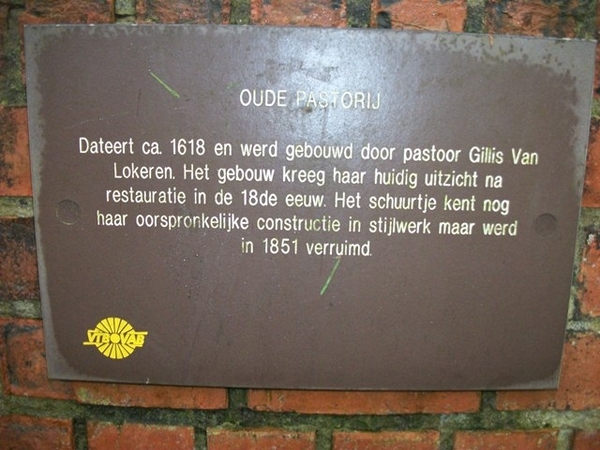 OUDE PASTORIJ
Dateert ca. 1618 en werd gebouwd door pastoor Gillis Van
Lokeren. Het gebouw kreeg haar huidig uitzicht na
restauratie in de 18de eeuw. Het schuurtje kent nog
haar oorspronkelijke constructie in stijlwerk maar werd
in 1851 verruimd.
VTB VAB